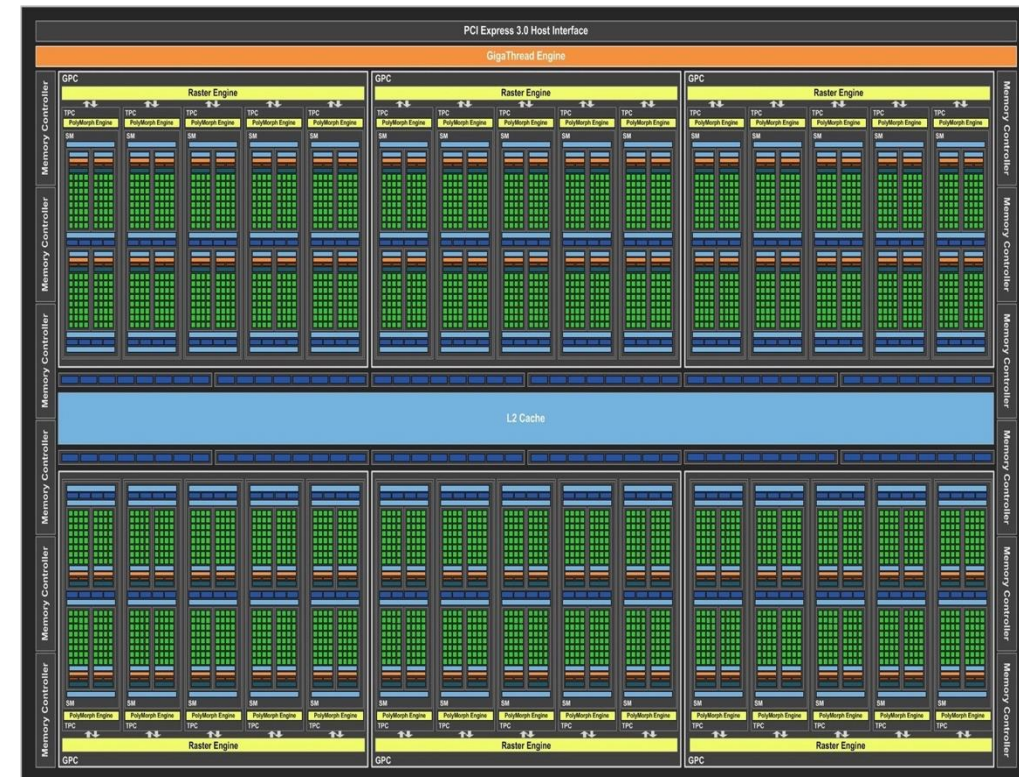 PCI Express 3.0 Host Interface
GigaThread Engine
GPC GPC GPC
Raster Engine Raster Engine Raster Engine
TPC TPC TPC TPC TPC TPC TPC TPC TPC TPC TPC TPC TPC TPC TPC
PolyMorph Engine PolyMorph Engine PolyMorph Engine PolyMorph Engine PolyMorph Engine PolyMorph Engine PolyMorph Engine PolyMorph Engine PolyMorph Engine PolyMorph Engine PolyMorph Engine PolyMorph Engine PolyMorph Engine PolyMorph Engine PolyMorph Engine
SM SM SM SM SM SM SM SM SM SM SM SM SM SM SM
L2 Cache
SM SM SM SM SM SM SM SM SM SM SM SM SM SM SM
PolyMorph Engine PolyMorph Engine PolyMorph Engine PolyMorph Engine PolyMorph Engine PolyMorph Engine PolyMorph Engine PolyMorph Engine PolyMorph Engine PolyMorph Engine PolyMorph Engine PolyMorph Engine PolyMorph Engine PolyMorph Engine PolyMorph Engine
TPC TPC TPC TPC TPC TPC TPC TPC TPC TPC TPC TPC TPC TPC TPC
Raster Engine Raster Engine Raster Engine
GPC GPC GPC
Memory Controller
Memory Controller
Memory Controller
Memory Controller
Memory Controller
Memory Controller
Memory Controller
Memory Controller
Memory Controller
Memory Controller
Memory Controller
Memory Controller